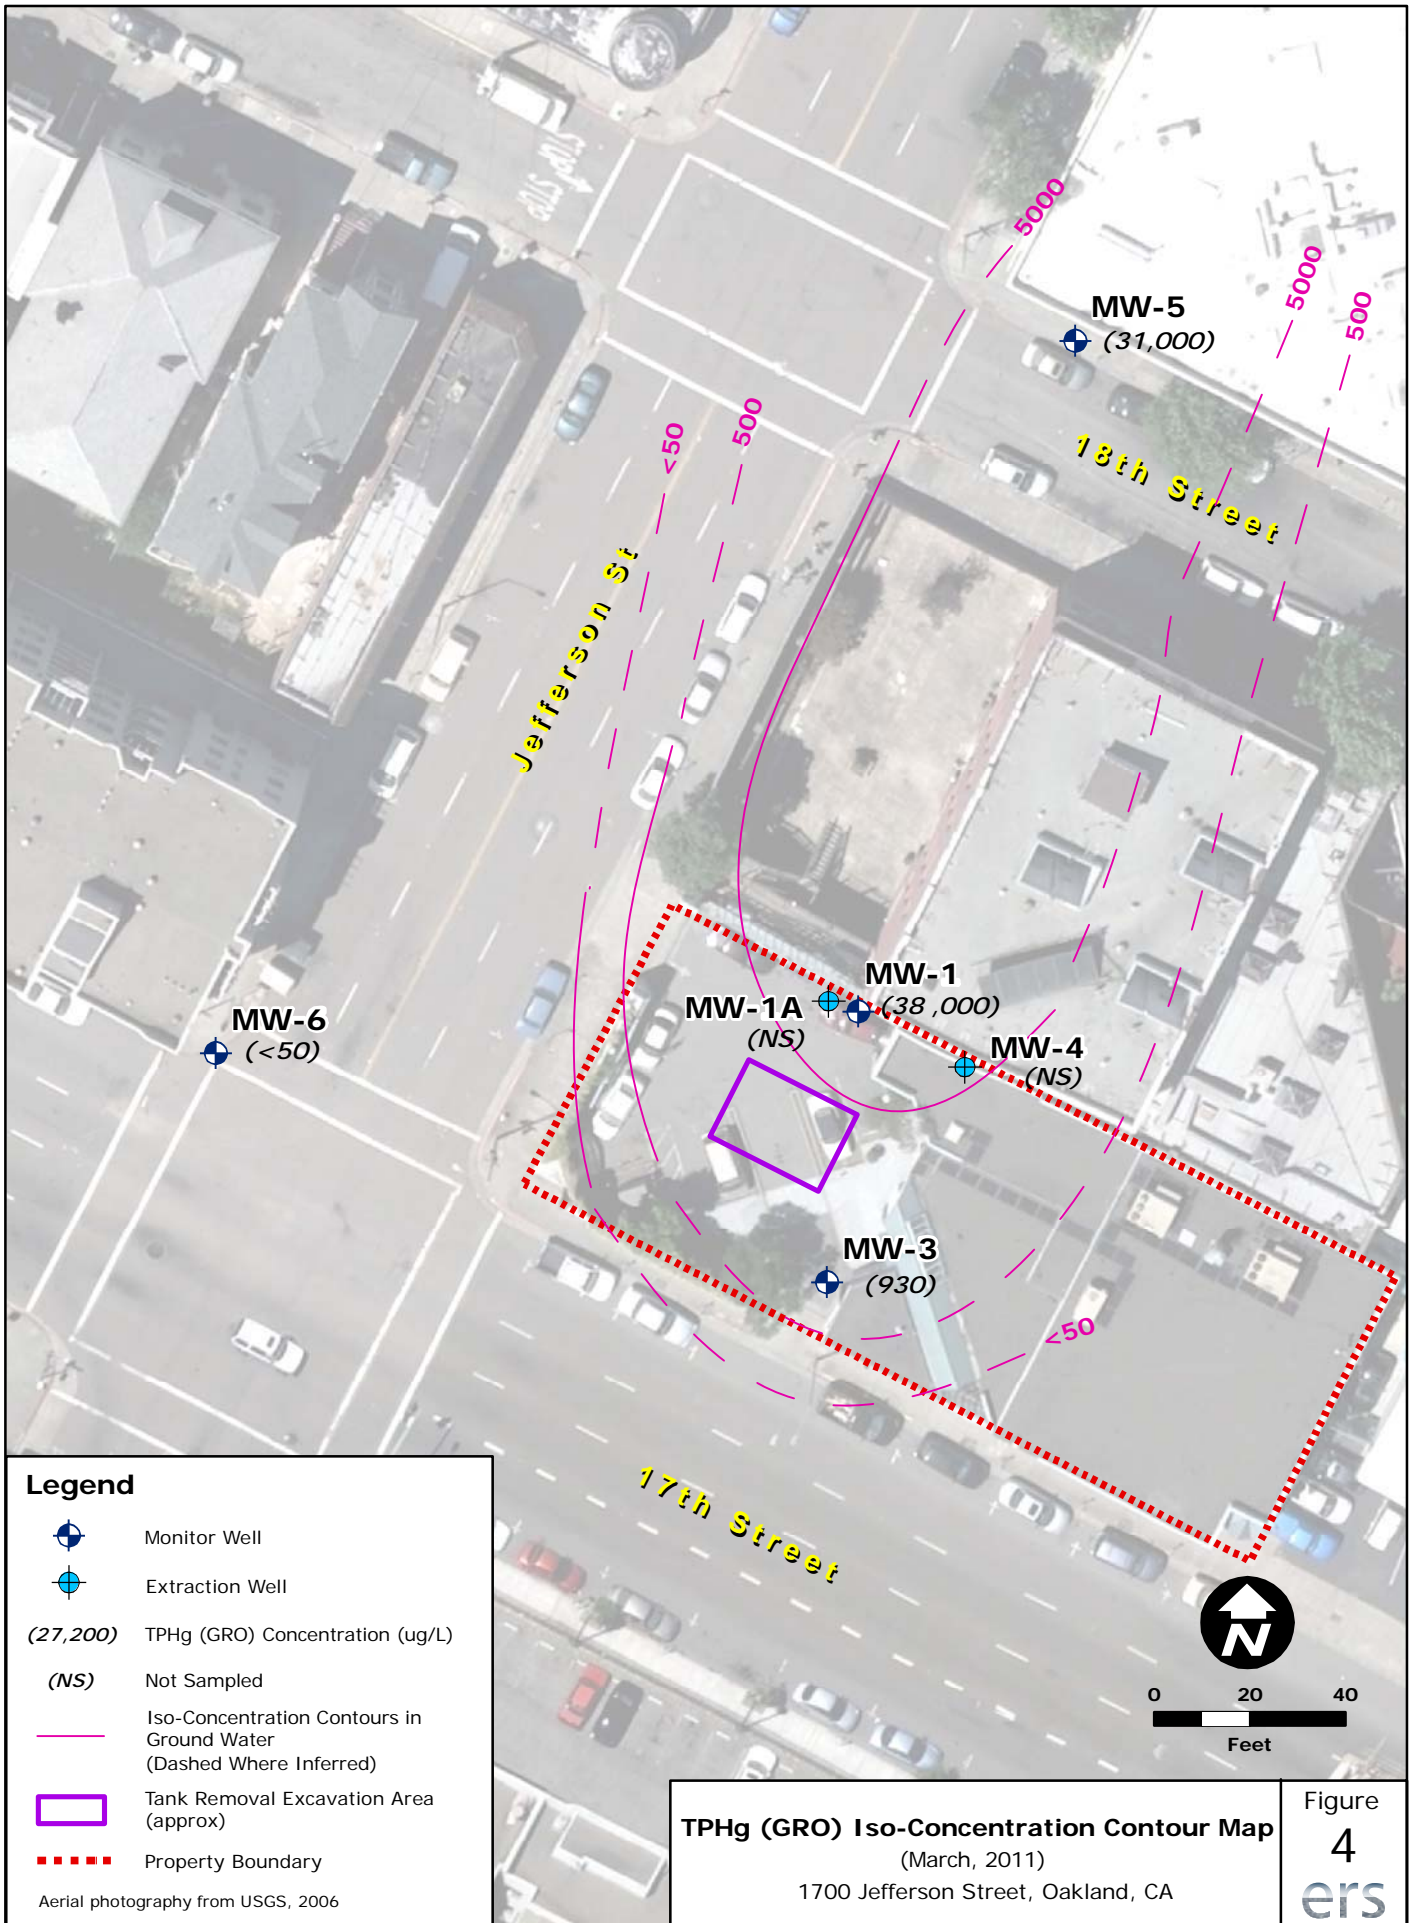 STOP
STOP
5000
5000
500
MW-5
(31,000)
<50
500
18th Street
Jefferson St
MW-1
(38 ,000)
MW-1A
(NS)
MW-6
(<50)
MW-4
(NS)
MW-3
(930)
<50
17th Street
Legend
Monitor Well
Extraction Well
(27,200) TPHg (GRO) Concentration (ug/L)
(NS) Not Sampled
Iso-Concentration Contours in
Ground Water
(Dashed Where Inferred)
Tank Removal Excavation Area
(approx)
Property Boundary
Aerial photography from USGS, 2006
N
0 20 40
Feet
TPHg (GRO) Iso-Concentration Contour Map
(March, 2011)
1700 Jefferson Street, Oakland, CA
Figure
4
ers